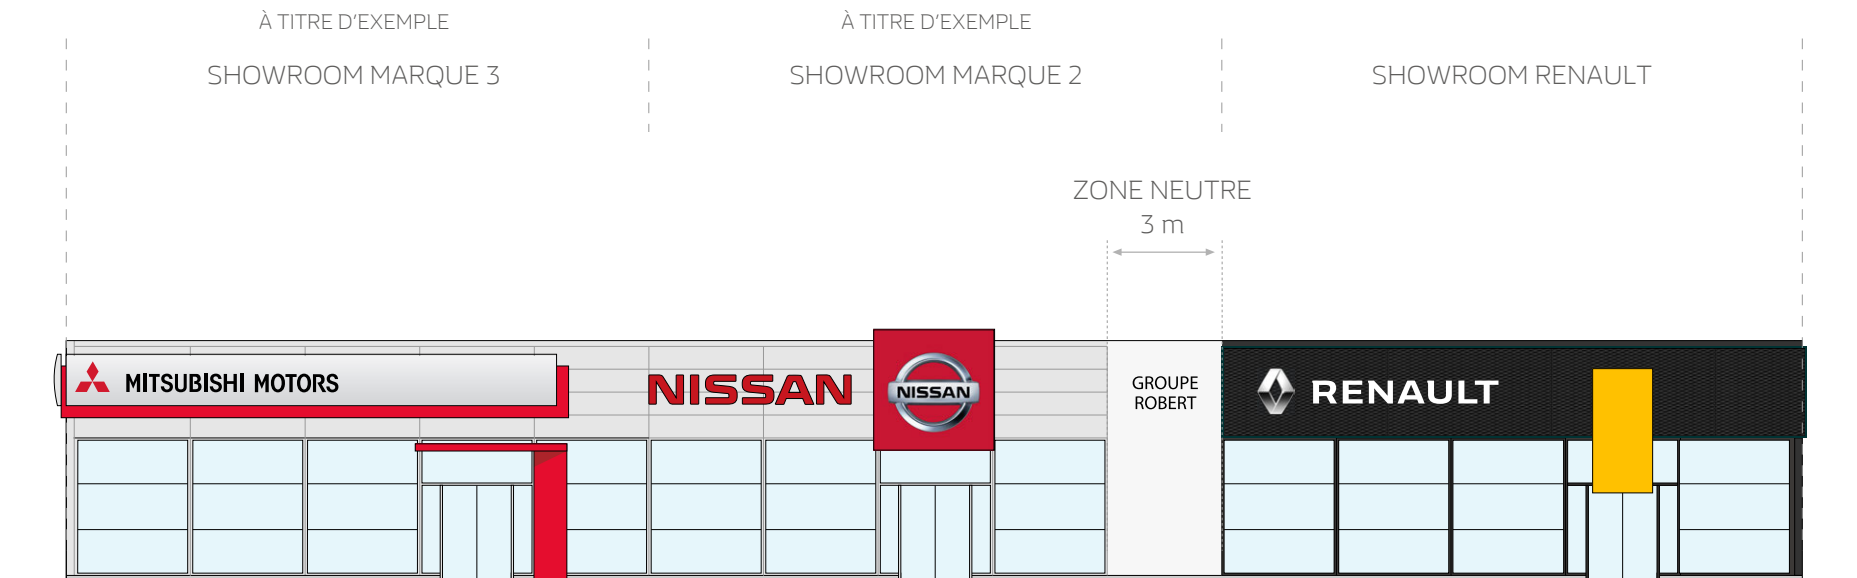 À TITRE D’EXEMPLE
À TITRE D’EXEMPLE
SHOWROOM MARQUE 3
SHOWROOM MARQUE 2
SHOWROOM RENAULT
ZONE NEUTRE
3 m
MITSUBISHI MOTORS
NISSAN
NISSAN
GROUPE
ROBERT
RENAULT